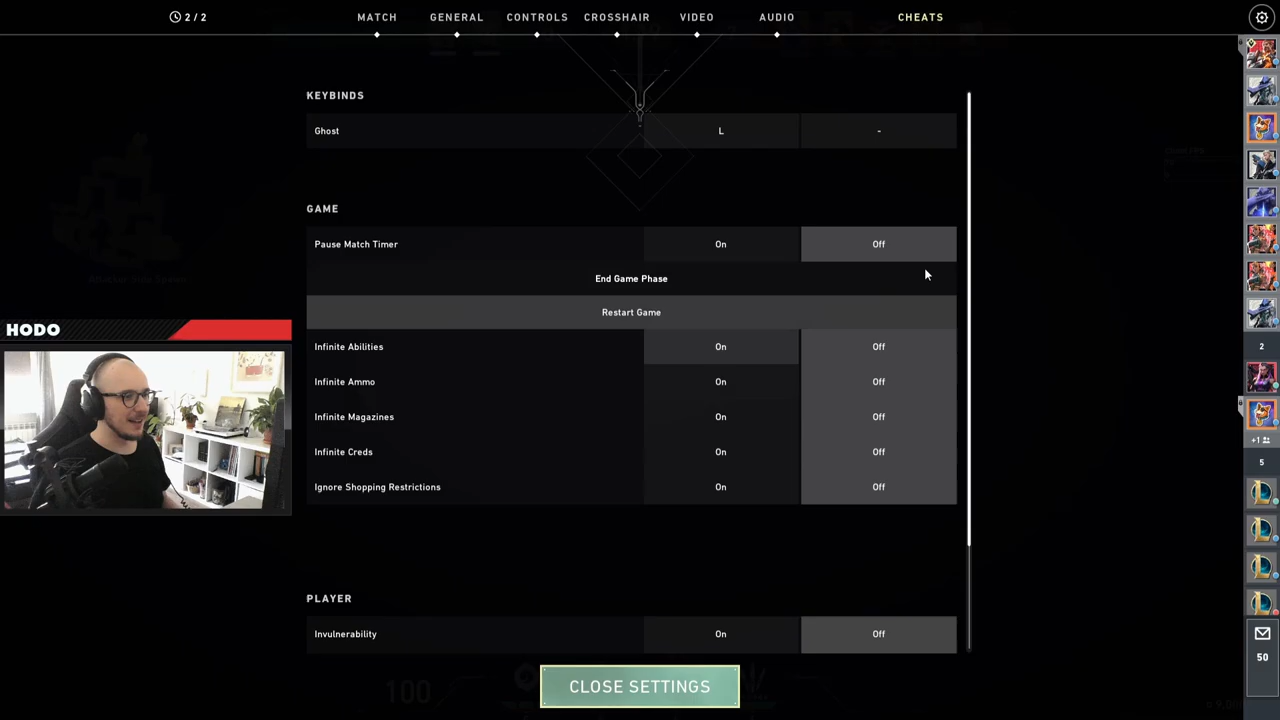 2 / 2
MATCH GENERAL CONTROLS CROSSHAIR VIDEO AUDIO CHEATS
KEYBINDS
Ghost L -
GAME
Pause Match Timer On Off
End Game Phase
Restart Game
Infinite Abilities On Off
HODO
Infinite Ammo On Off
Infinite Magazines On Off
Infinite Creds On Off
Ignore Shopping Restrictions On Off
PLAYER
Invulnerability On Off
CLOSE SETTINGS
100
2
+1
5
50